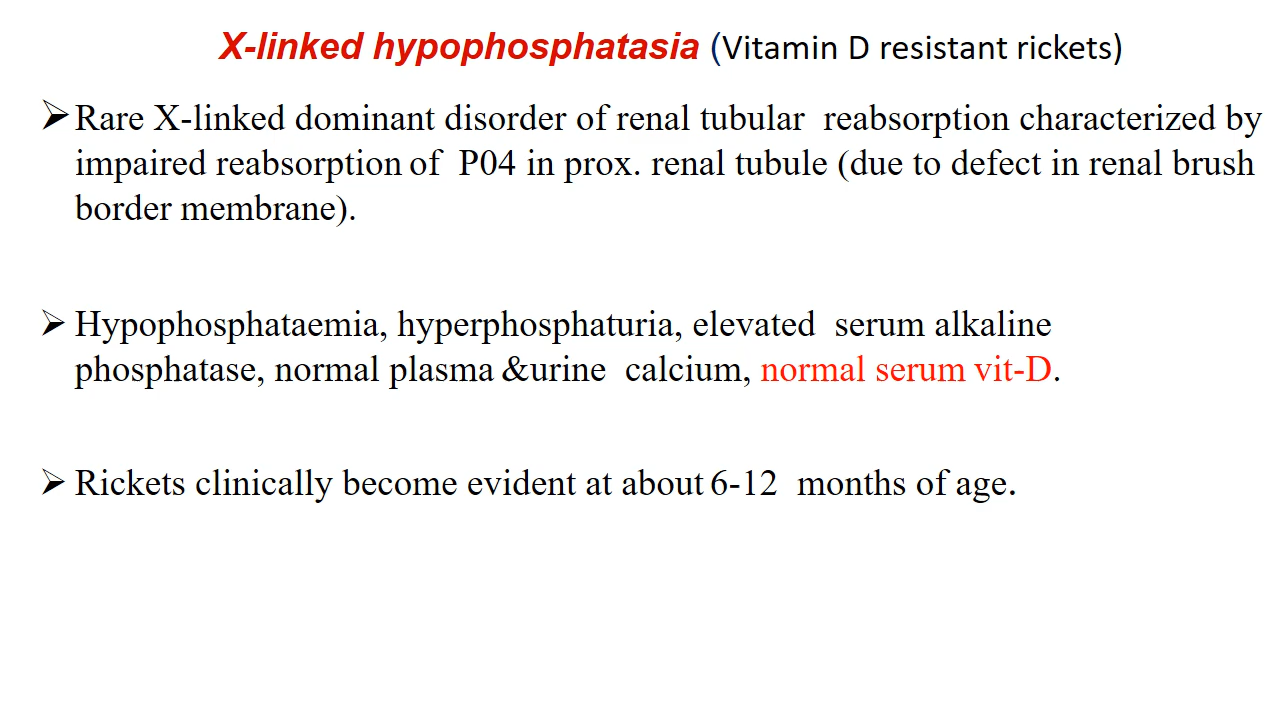 X-linked hypophosphatasia (Vitamin D resistant rickets)
➢Rare X-linked dominant disorder of renal tubular reabsorption characterized by
impaired reabsorption of P04 in prox. renal tubule (due to defect in renal brush
border membrane).
➢ Hypophosphataemia, hyperphosphaturia, elevated serum alkaline
phosphatase, normal plasma &urine calcium, normal serum vit-D.
➢ Rickets clinically become evident at about 6-12 months of age.